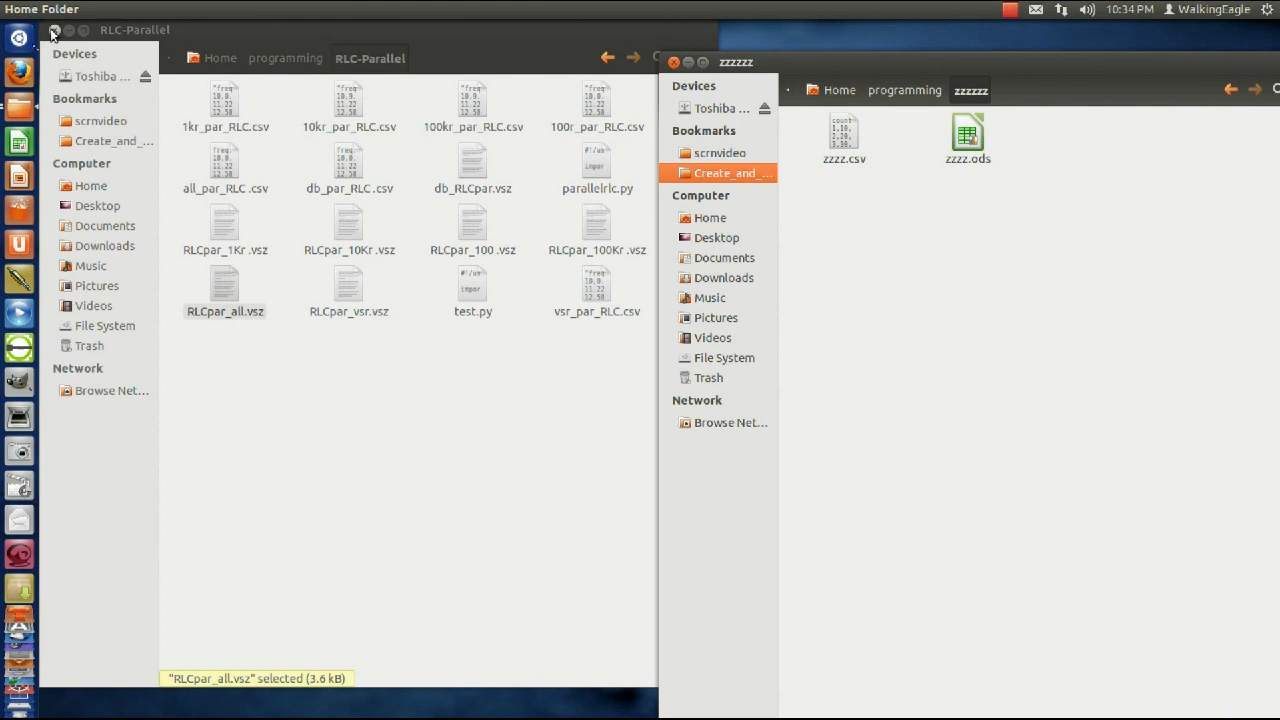 Home Folder
10:34 PM
WalkingEagle
RLC-Parallel
Devices
Toshiba ...
Bookmarks
scrnvideo
Create_and_...
Computer
Home
Desktop
Documents
Downloads
Music
Pictures
Videos
File System
Trash
Network
Browse Net...
Home
programming
RLC-Parallel
1kr_par_RLC.csv
10kr_par_RLC.csv
100kr_par_RLC.csv
100r_par_RLC.csv
all_par_RLC .csv
db_par_RLC .csv
db_RLCpar.vsz
parallelrlc.py
RLCpar_1Kr .vsz
RLCpar_10Kr .vsz
RLCpar_100 .vsz
RLCpar_100Kr .vsz
RLCpar_all.vsz
RLCpar_vsr.vsz
test.py
vsr_par_RLC.csv
"RLCpar_all.vsz" selected (3.6 kB)
zzzzzz
Devices
Toshiba ...
Bookmarks
scrnvideo
Create_and_...
Computer
Home
Desktop
Documents
Downloads
Music
Pictures
Videos
File System
Trash
Network
Browse Net...
Home
programming
zzzzzz
zzzz.csv
zzzz.ods